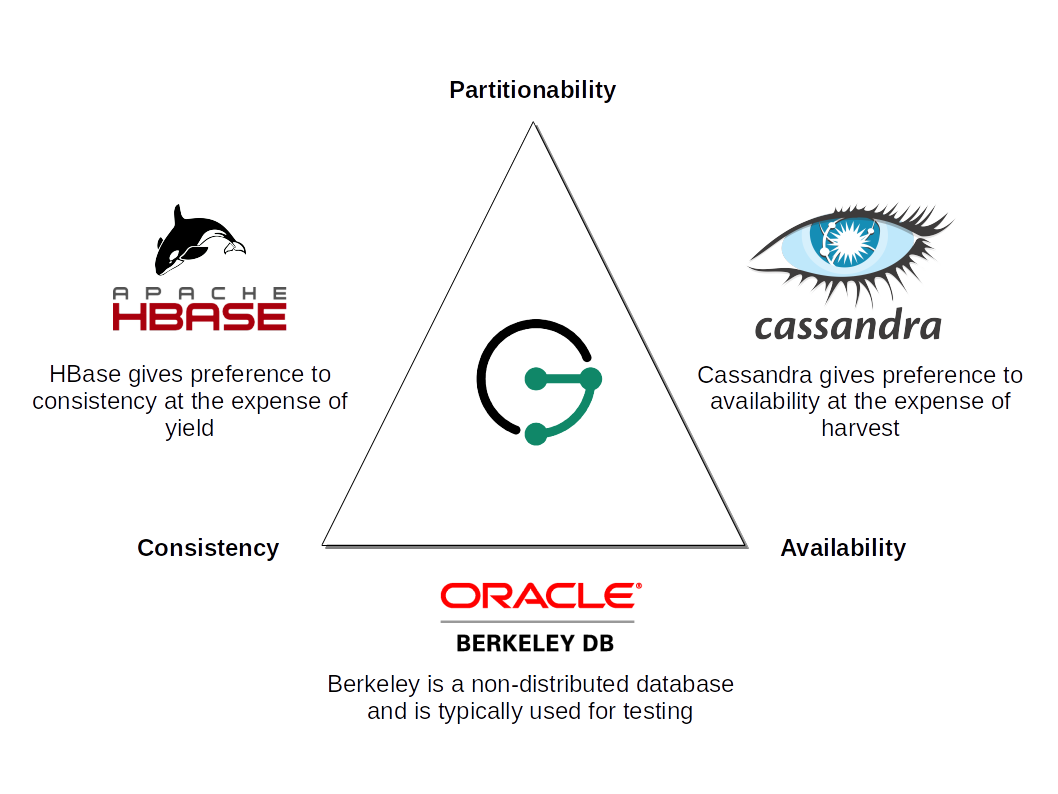 Partitionability
APACHE
HBASE
HBase gives preference to
consistency at the expense of
yield
cassandra
Cassandra gives preference to
availability at the expense of
harvest
Consistency
Availability
ORACLE®
BERKELEY DB
Berkeley is a non-distributed database
and is typically used for testing